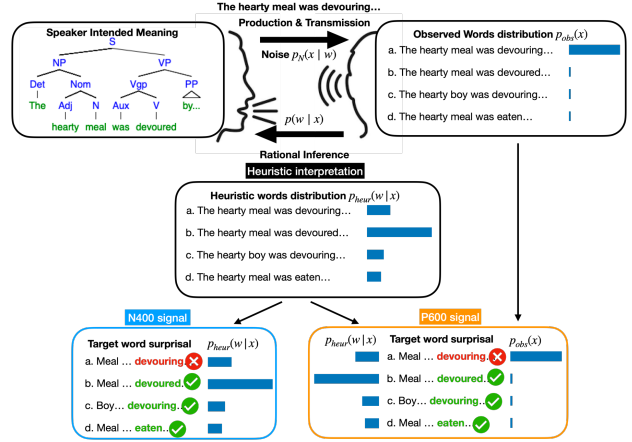 The hearty meal was devouring…
Speaker Intended Meaning
S
NP VP
Det Nom Vgp PP
The Adj N Aux V by...
hearty meal was devoured
Production & Transmission
Noise p_N(x | w)
p(w | x)
Rational Inference
Observed Words distribution p_obs(x)
a. The hearty meal was devouring…
b. The hearty meal was devoured…
c. The hearty boy was devouring…
d. The hearty meal was eaten…
Heuristic interpretation
Heuristic words distribution p_heur(w | x)
a. The hearty meal was devouring…
b. The hearty meal was devoured…
c. The hearty boy was devouring…
d. The hearty meal was eaten…
N400 signal
Target word surprisal p_heur(w | x)
a. Meal … devouring…
b. Meal … devoured…
c. Boy… devouring…
d. Meal … eaten…
P600 signal
p_heur(w | x) Target word surprisal p_obs(x)
a. Meal … devouring…
b. Meal … devoured…
c. Boy… devouring…
d. Meal … eaten…